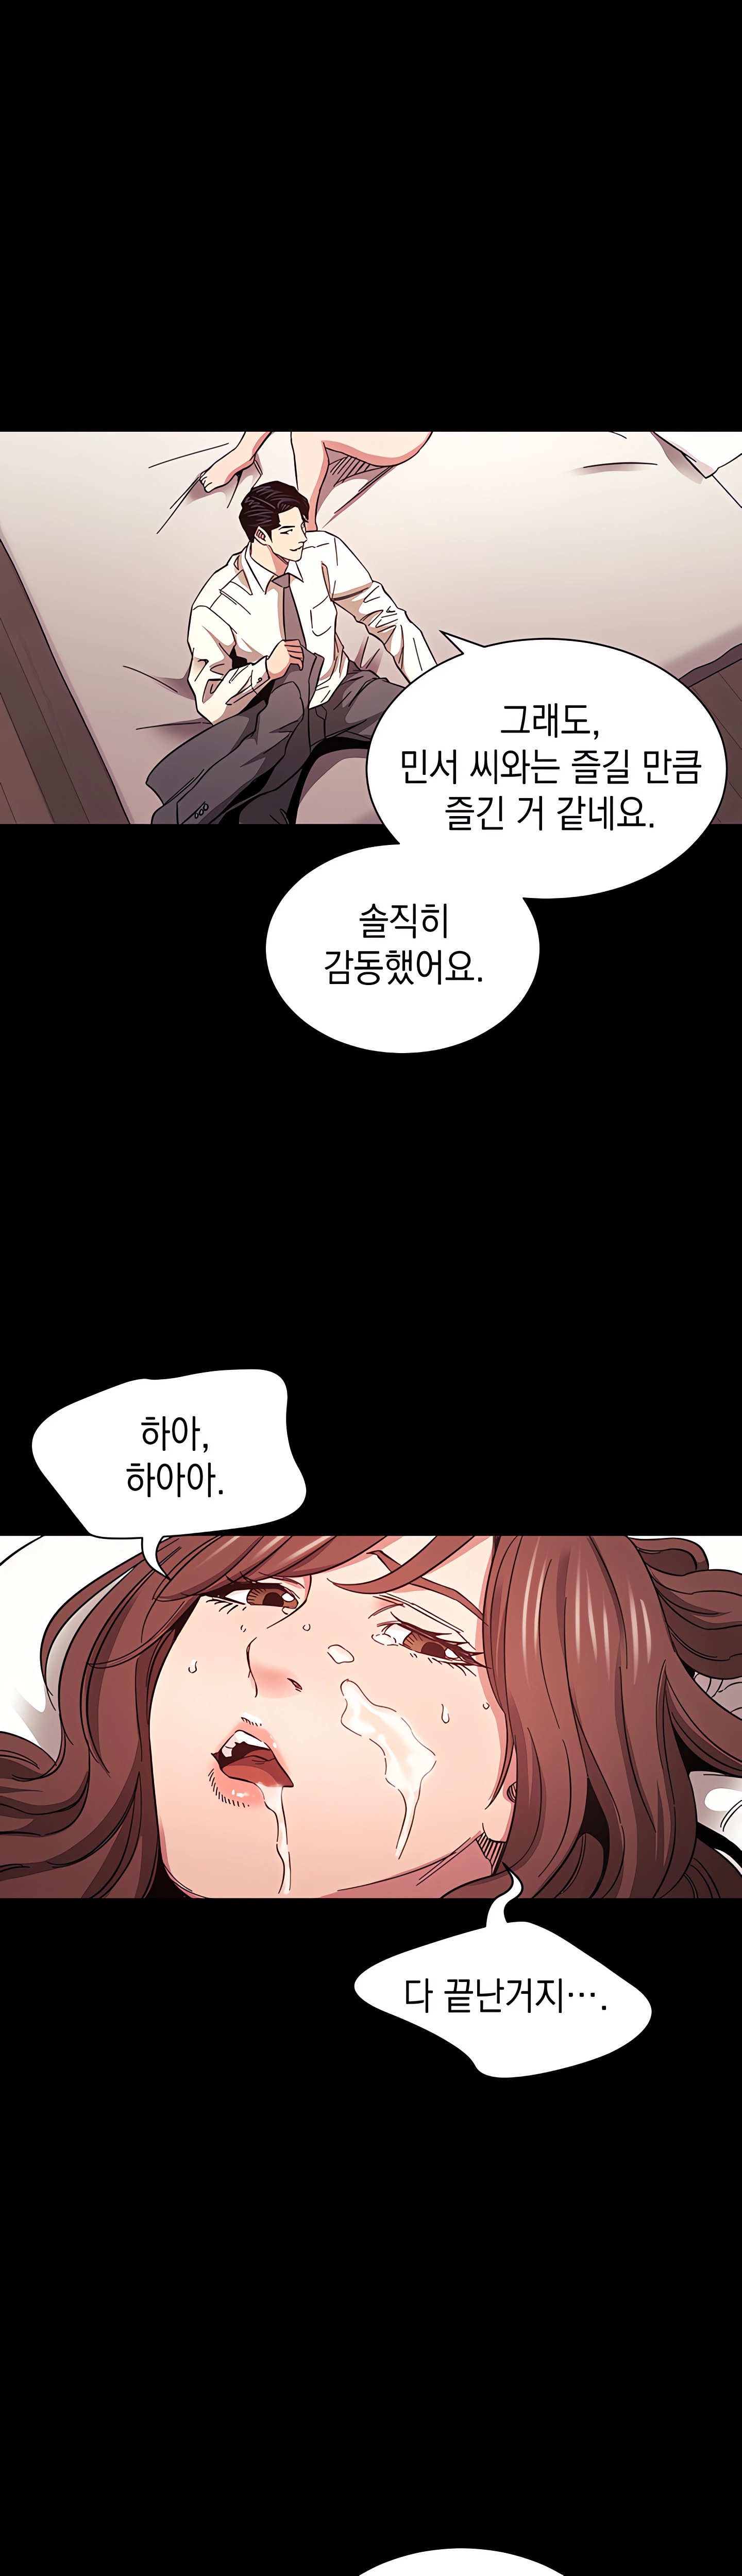 그래도,
민서 씨와는 즐길 만큼
즐긴 거 같네요.
솔직히
감동했어요.
하아,
하아아.
다 끝난거지….